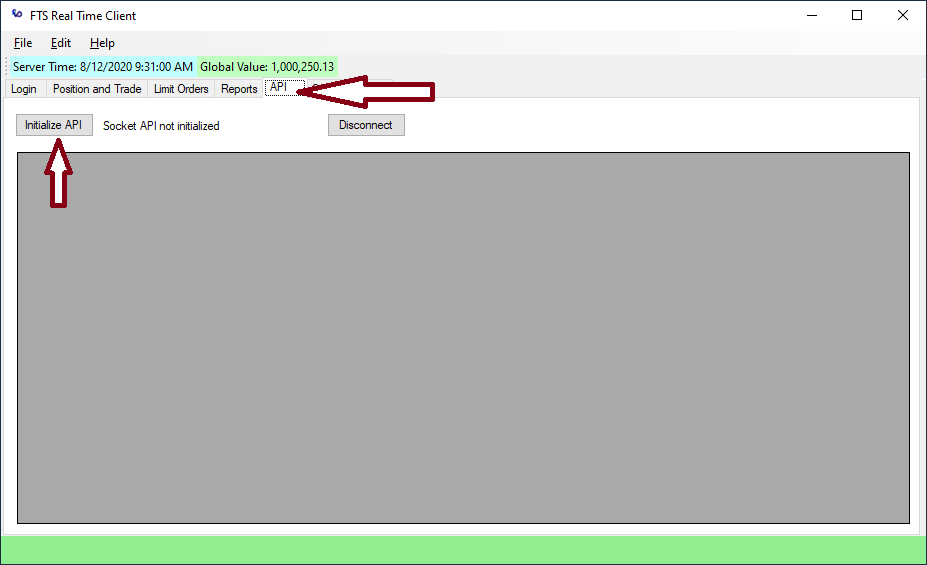 FTS Real Time Client
File Edit Help
Server Time: 8/12/2020 9:31:00 AM Global Value: 1,000,250.13
Login Position and Trade Limit Orders Reports API
Initialize API Socket API not initialized Disconnect